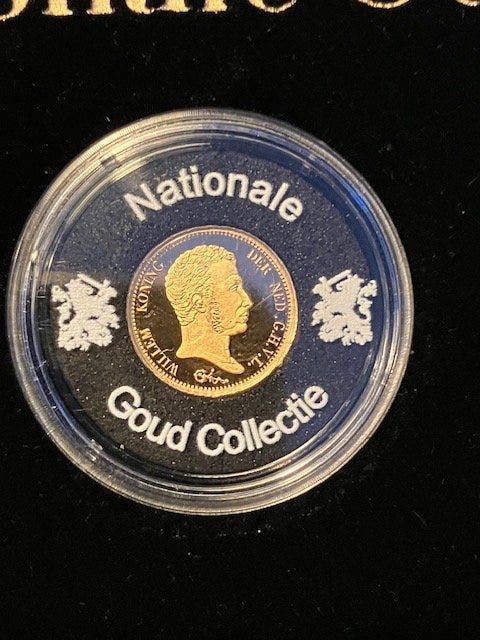 Nationale
WILLEM KONING DER NED. G.H.V.L.
Goud Collectie